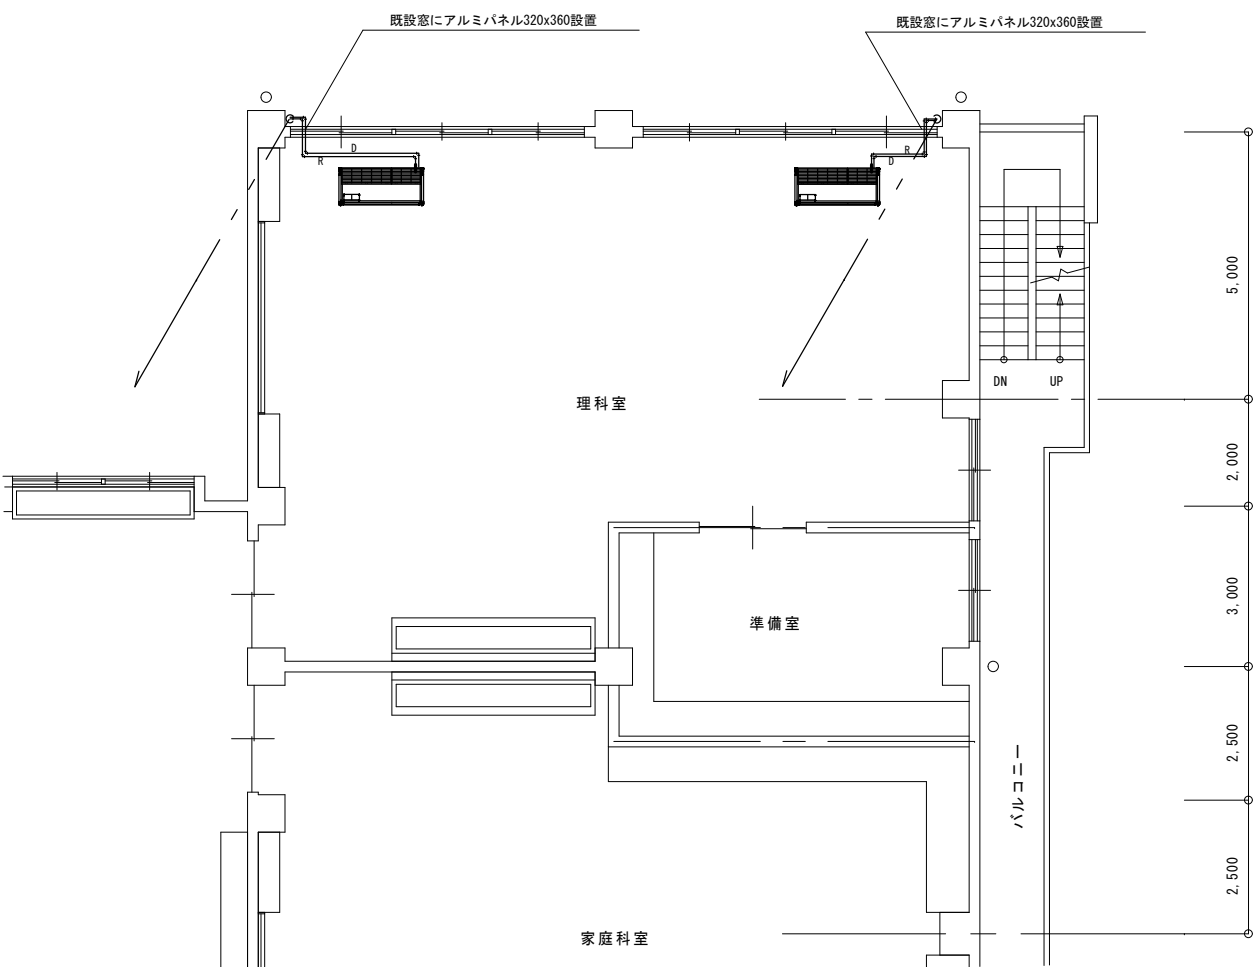 既設窓にアルミパネル320x360設置
既設窓にアルミパネル320x360設置
D
R
R
D
5,000
DN
UP
理科室
2,000
3,000
準備室
2,500
バルコニー
2,500
家庭科室